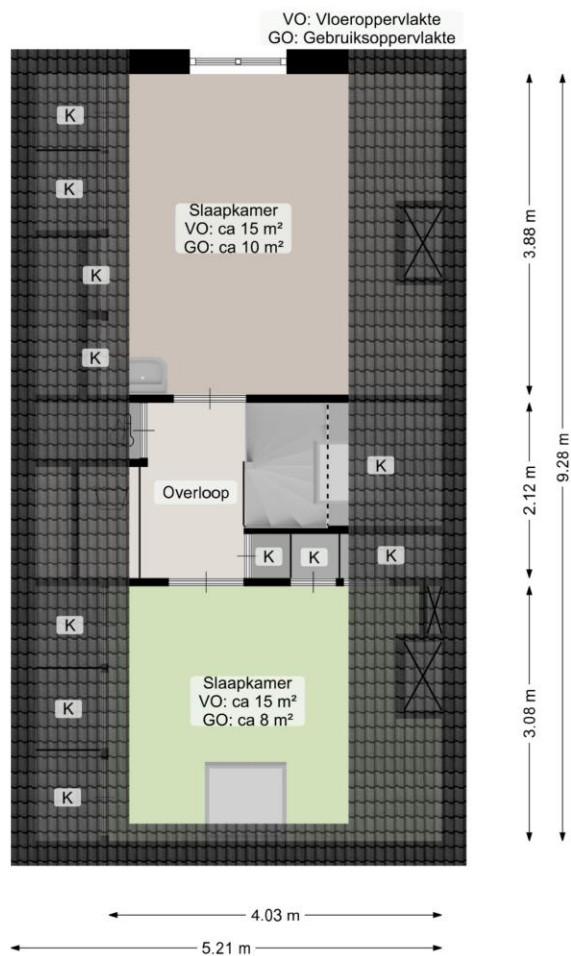 VO: Vloeroppervlakte
GO: Gebruiksoppervlakte
K
K
Slaapkamer
VO: ca 15 m²
GO: ca 10 m²
K
K
3.88 m
9.28 m
K
Overloop
2.12 m
K
K
K
K
Slaapkamer
VO: ca 15 m²
GO: ca 8 m²
K
K
3.08 m
4.03 m
5.21 m